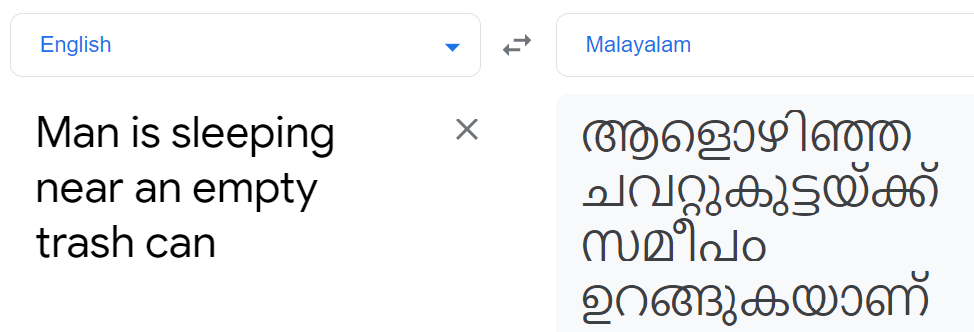 English
Malayalam
Man is sleeping
near an empty
trash can
ആളൊഴിഞ്ഞ
ചവറ്റുകുട്ടയ്ക്ക്
സമീപം
ഉറങ്ങുകയാണ്